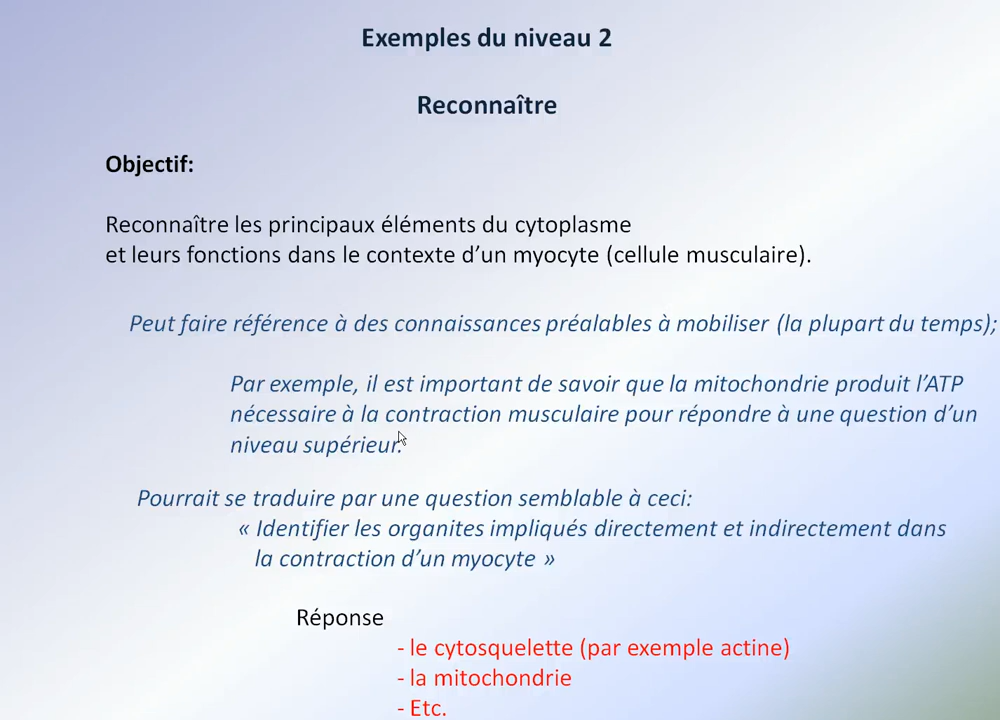 Exemples du niveau 2
Reconnaître
Objectif:
Reconnaître les principaux éléments du cytoplasme
et leurs fonctions dans le contexte d’un myocyte (cellule musculaire).
Peut faire référence à des connaissances préalables à mobiliser (la plupart du temps);
Par exemple, il est important de savoir que la mitochondrie produit l’ATP
nécessaire à la contraction musculaire pour répondre à une question d’un
niveau supérieur.
Pourrait se traduire par une question semblable à ceci:
« Identifier les organites impliqués directement et indirectement dans
la contraction d’un myocyte »
Réponse
- le cytosquelette (par exemple actine)
- la mitochondrie
- Etc.